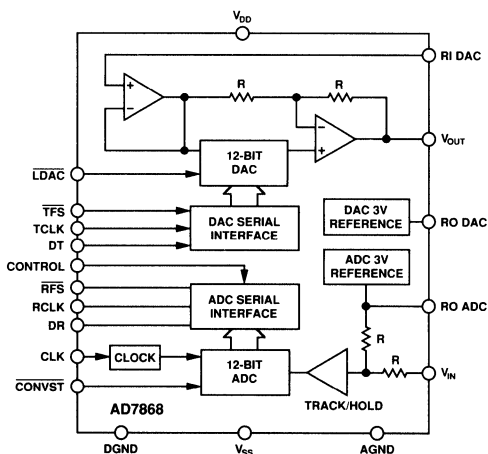 VDD
RI DAC
R
R
+
−
−
+
VOUT
12-BIT
DAC
LDAC
TFS
TCLK
DT
DAC SERIAL
INTERFACE
DAC 3V
REFERENCE
RO DAC
CONTROL
RFS
RCLK
DR
ADC SERIAL
INTERFACE
ADC 3V
REFERENCE
RO ADC
R
R
CLK
CLOCK
12-BIT
ADC
VIN
CONVST
TRACK/HOLD
AD7868
DGND
VSS
AGND